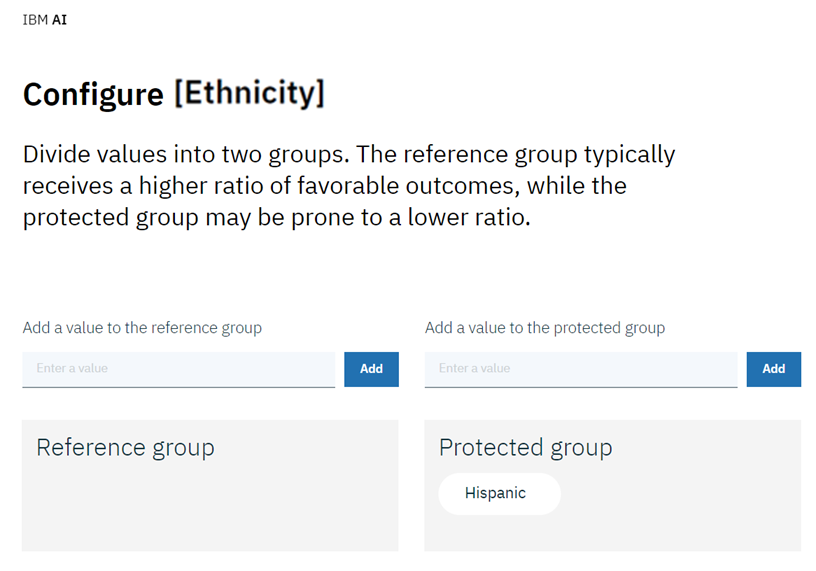 IBM AI
Configure [Ethnicity]
Divide values into two groups. The reference group typically
receives a higher ratio of favorable outcomes, while the
protected group may be prone to a lower ratio.
Add a value to the reference group
Enter a value
Add
Add a value to the protected group
Enter a value
Add
Reference group
Protected group
Hispanic